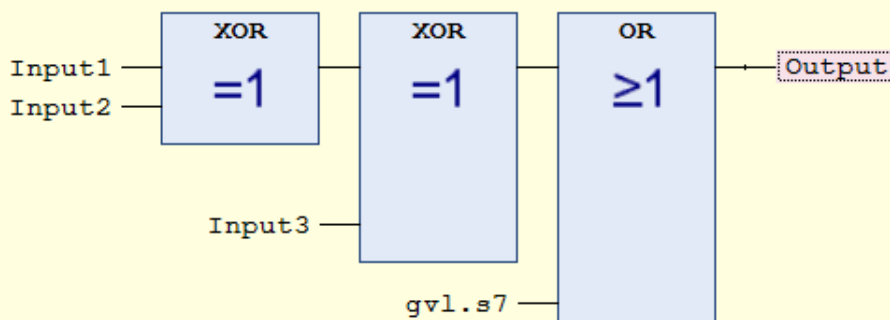 XOR XOR OR
Input1 =1 =1 ≥1 Output
Input2
Input3
gvl.s7